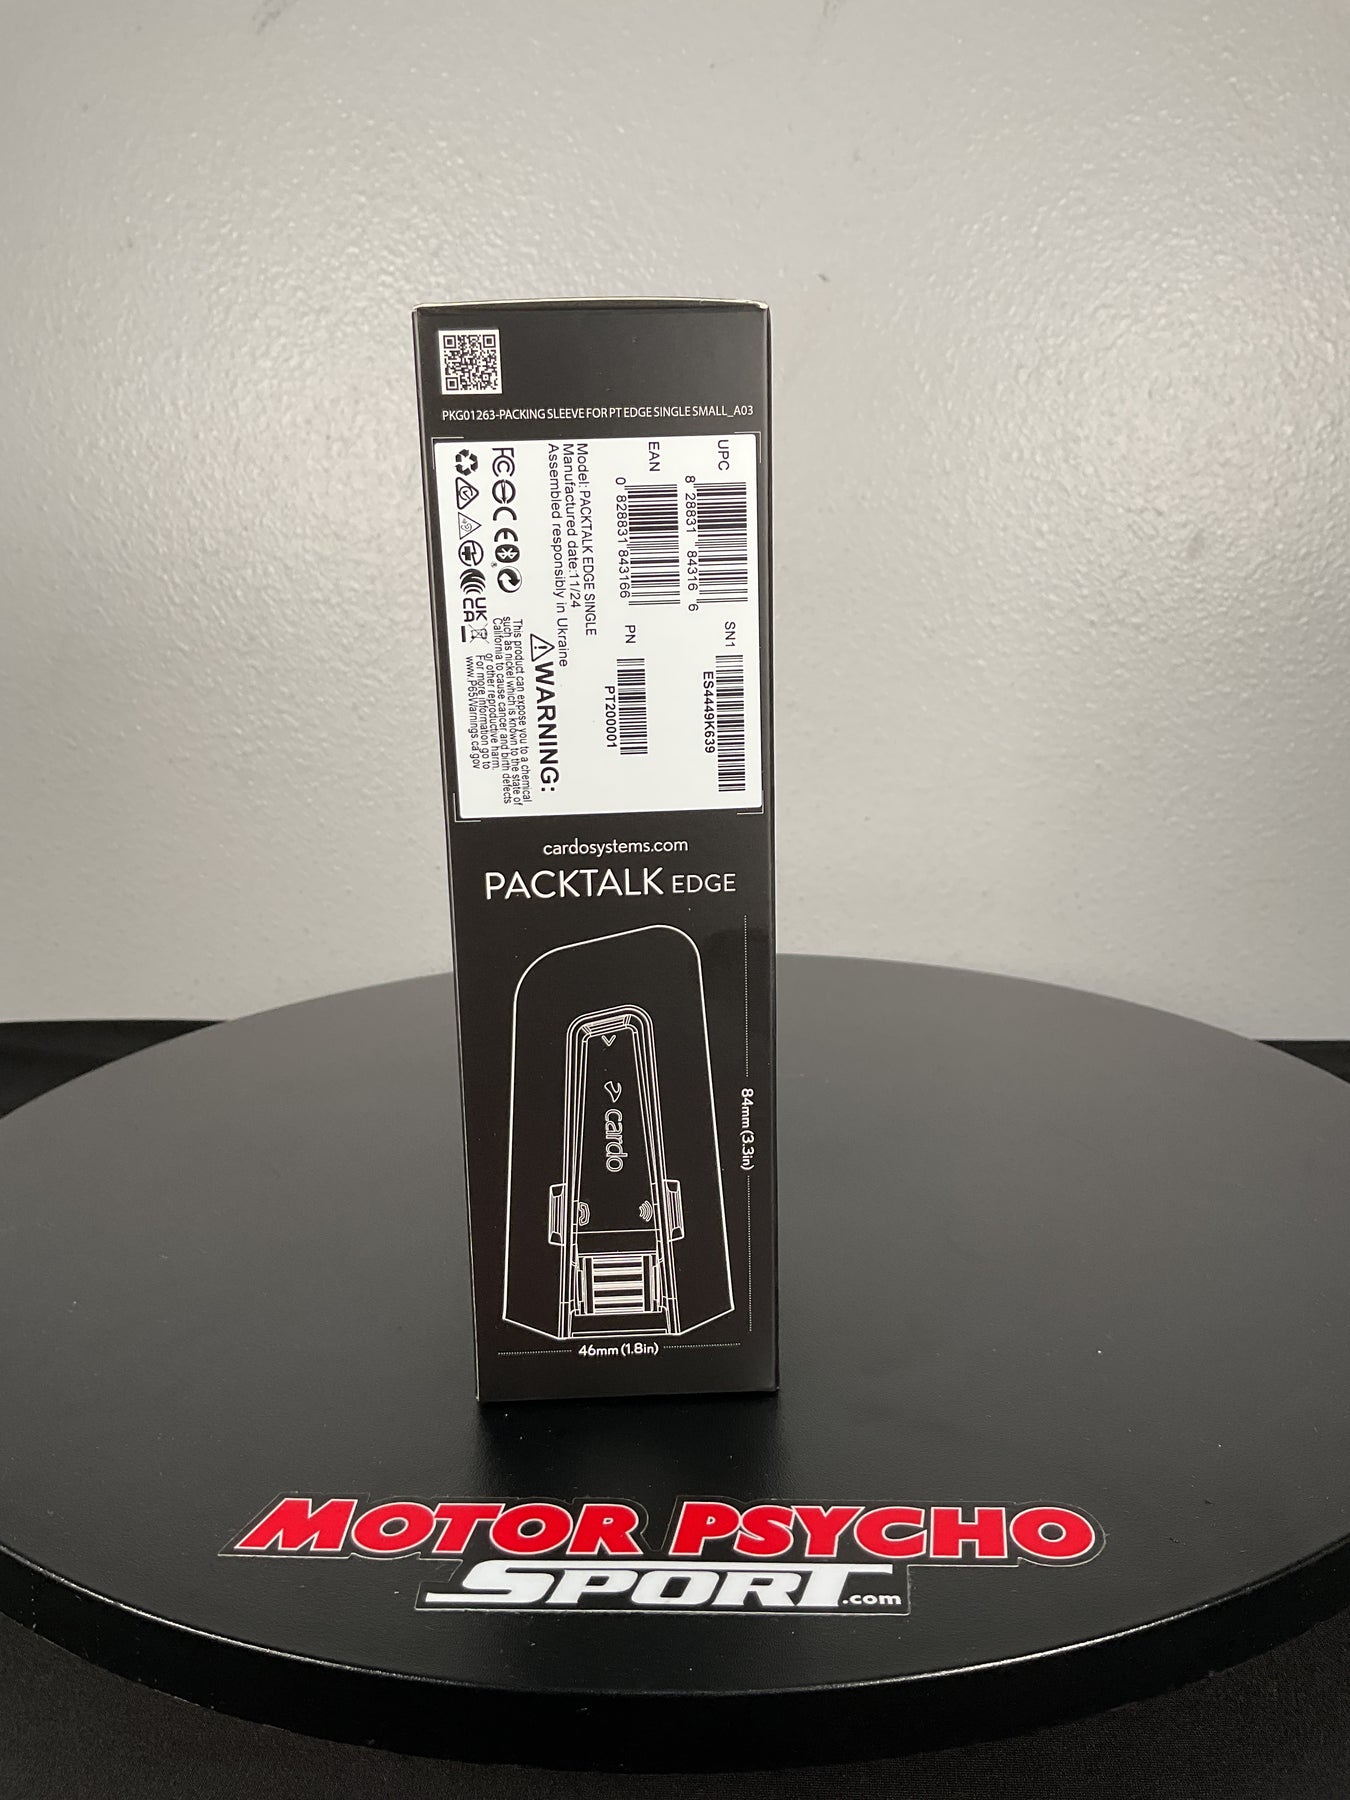 PKG01263-PACKING SLEEVE FOR PT EDGE SINGLE SMALL_A03
UPC
8 28831 84316 6
SN1
ES4449K639
EAN
0 828831 843166
PN
PT200001
Model: PACKTALK EDGE SINGLE
Manufactured date:11/24
Assembled responsibly in Ukraine
WARNING:
This product can expose you to a chemical
such as nickel which is known to the state of
California to cause cancer and birth defects
or other reproductive harm.
For more information go to
www.P65Warnings.ca.gov
FC CE
UK
CA
cardosystems.com
PACKTALK EDGE
cardo
84mm (3.3in)
46mm (1.8in)
MOTOR PSYCHO
SPORT.com